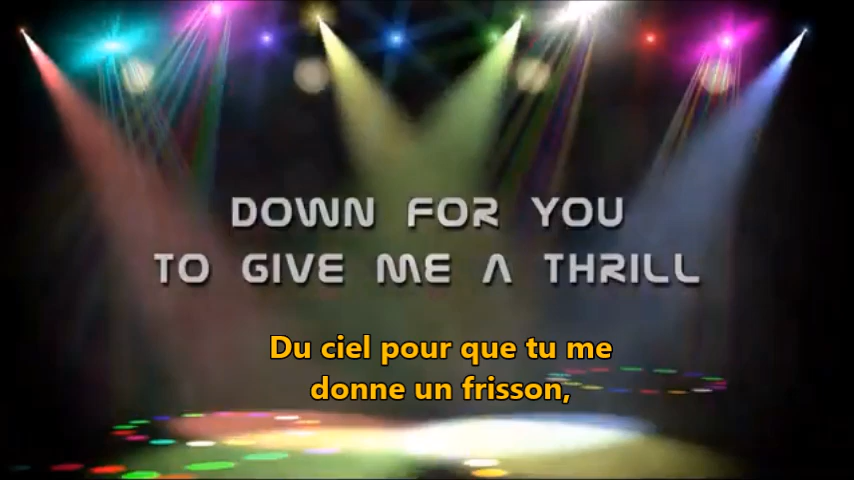 DOWN FOR YOU
TO GIVE ME A THRILL
Du ciel pour que tu me
donne un frisson,